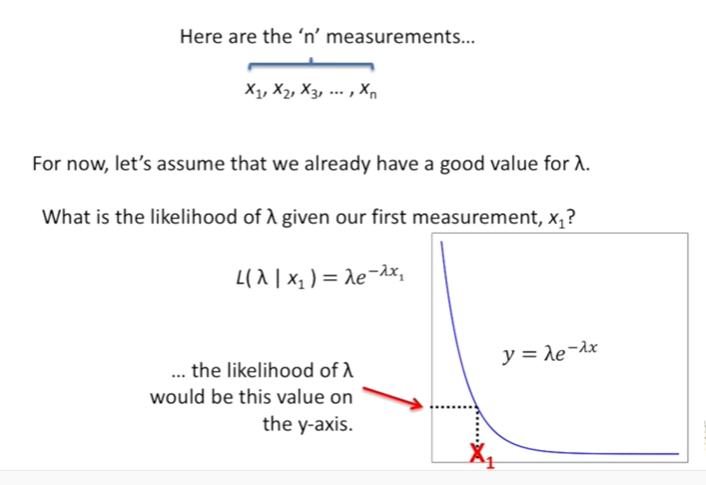 Here are the ‘n’ measurements...
x₁, x₂, x₃, ... , xₙ
For now, let’s assume that we already have a good value for λ.
What is the likelihood of λ given our first measurement, x₁?
L( λ | x₁ ) = λe^−λx₁
y = λe^−λx
... the likelihood of λ
would be this value on
the y-axis.
X₁